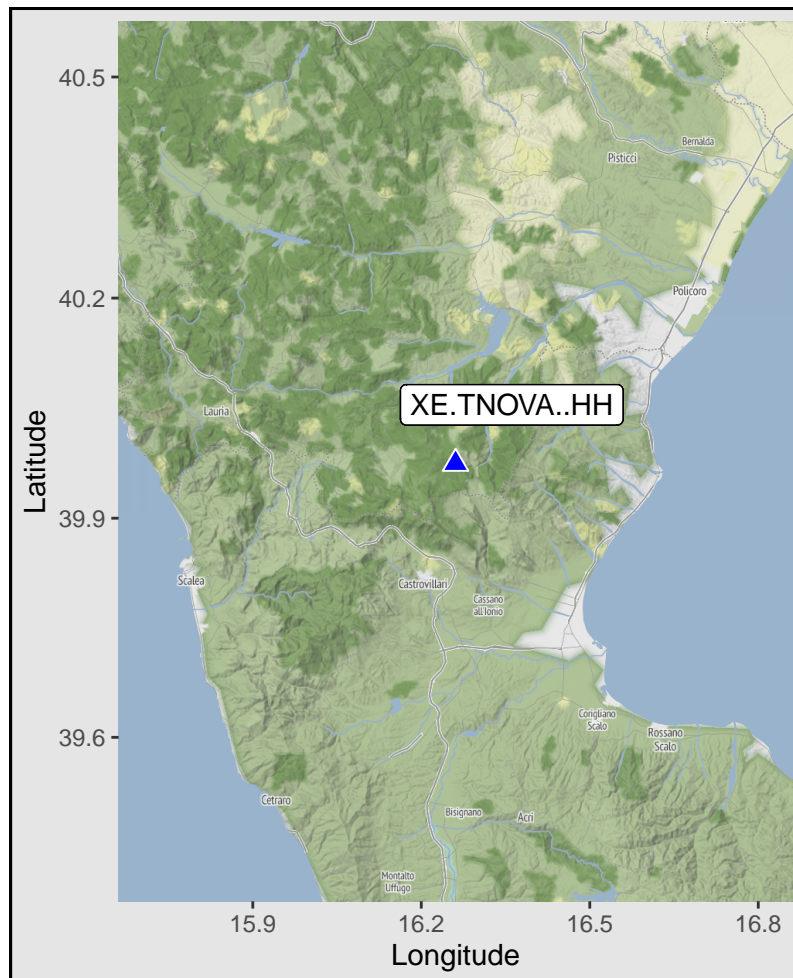 40.5
Bernalda
Pisticci
40.2
Policoro
XE.TNOVA..HH
Lauria
Latitude
39.9
Scalea
Castrovillari
Cassano
all'Ionio
39.6
Corigliano
Scalo
Rossano
Scalo
Cetraro
Bisignano
Acri
Montalto
Uffugo
15.9
16.2
16.5
16.8
Longitude